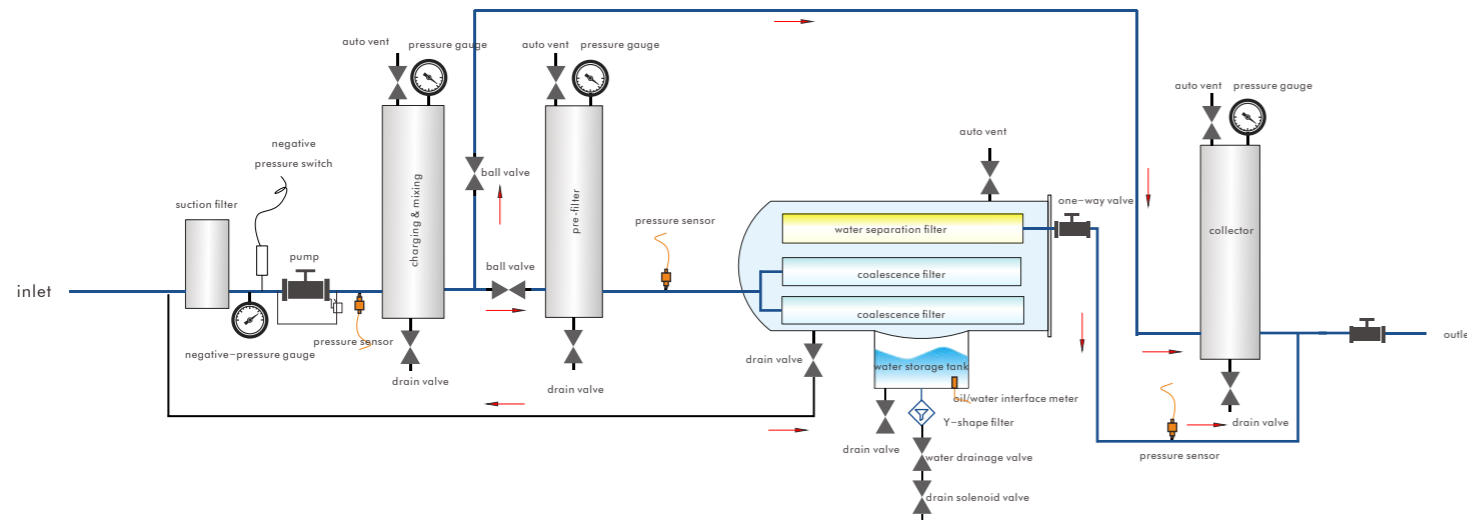 auto vent
pressure gauge
auto vent
pressure gauge
auto vent
pressure gauge
negative
pressure switch
auto vent
ball valve
suction filter
charging & mixing
pre-filter
pressure sensor
one-way valve
water separation filter
collector
pump
ball valve
coalescence filter
inlet
coalescence filter
outlet
negative-pressure gauge
pressure sensor
drain valve
drain valve
drain valve
water storage tank
oil/water interface meter
Y-shape filter
drain valve
drain valve
water drainage valve
pressure sensor
drain solenoid valve